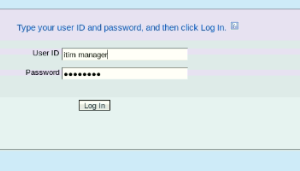 Type your user ID and password, and then click Log In.
User ID itim manager
Password ••••••••
Log In